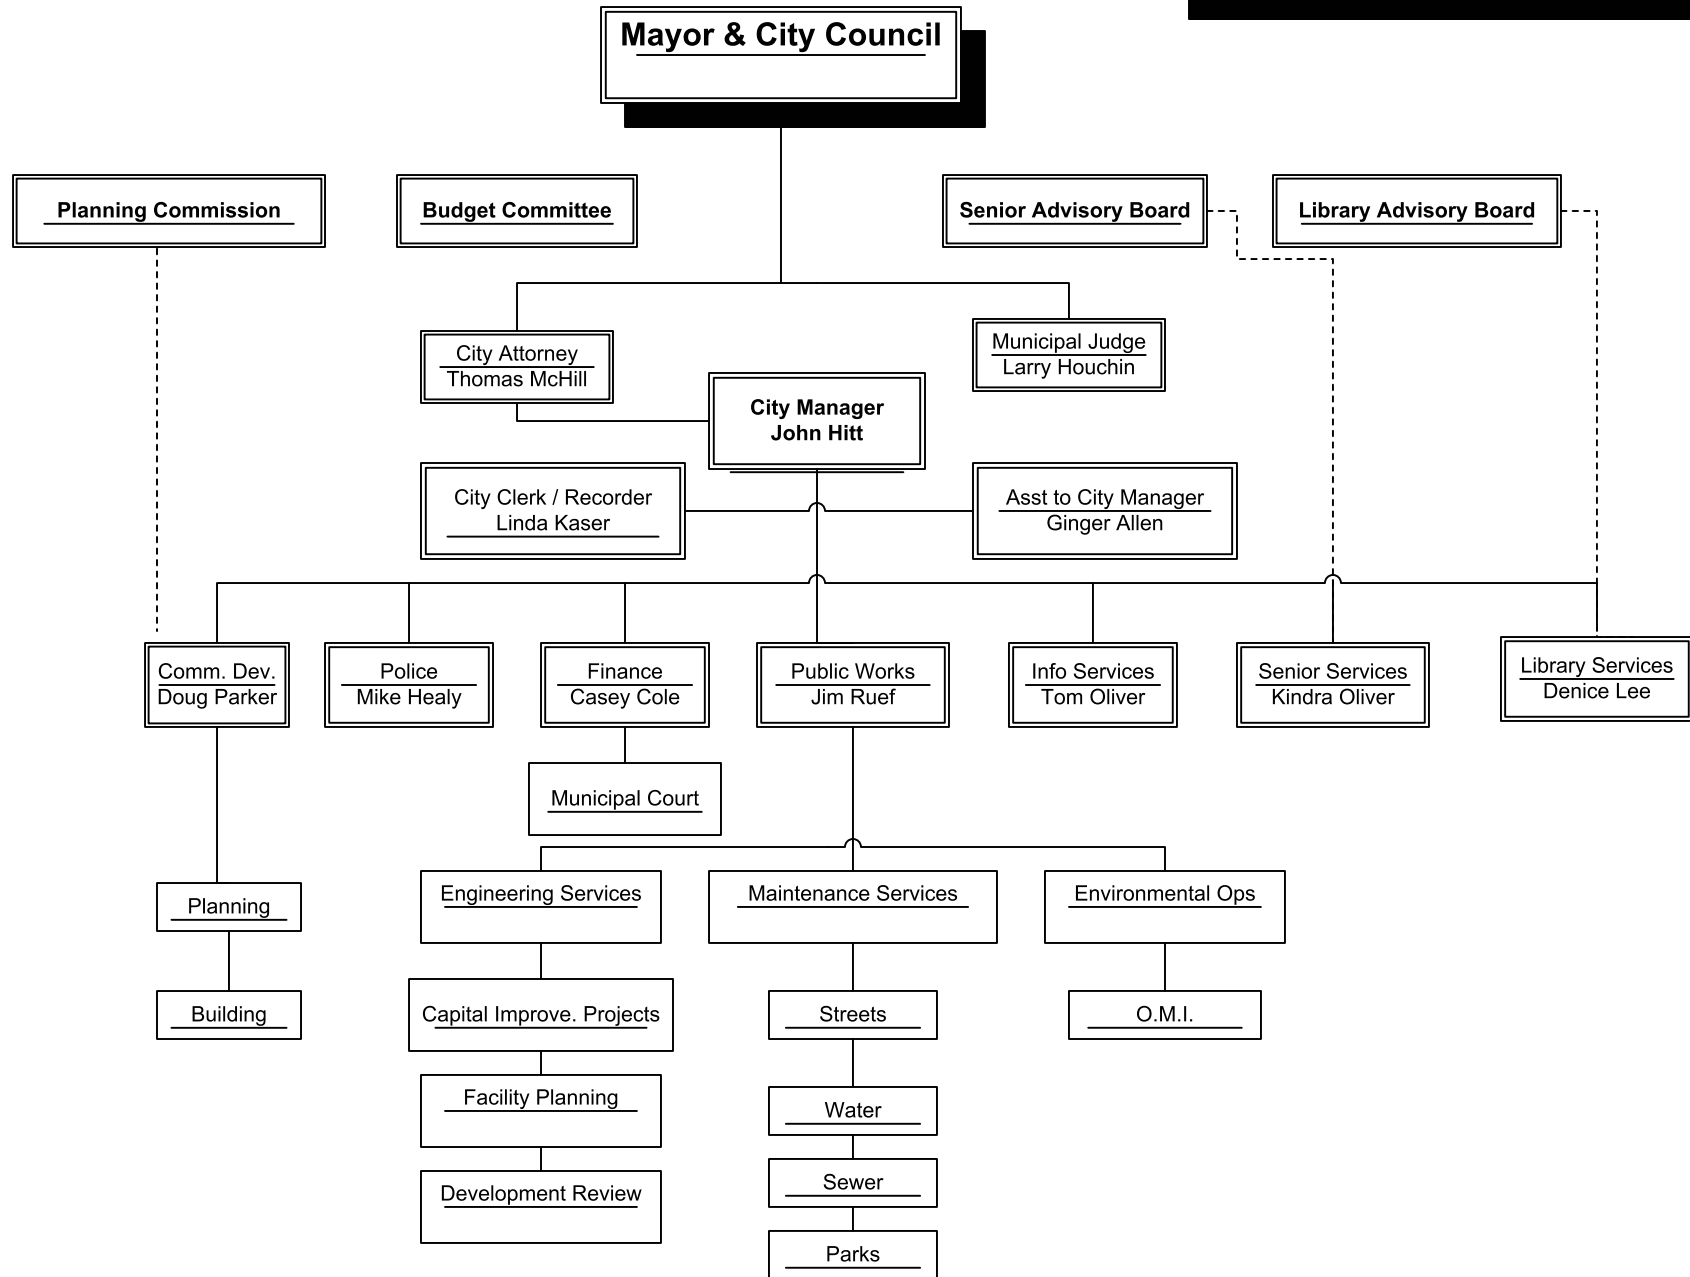 Mayor & City Council
Planning Commission
Budget Committee
Senior Advisory Board
Library Advisory Board
City Attorney
Thomas McHill
Municipal Judge
Larry Houchin
City Manager
John Hitt
City Clerk / Recorder
Linda Kaser
Asst to City Manager
Ginger Allen
Comm. Dev.
Doug Parker
Police
Mike Healy
Finance
Casey Cole
Public Works
Jim Ruef
Info Services
Tom Oliver
Senior Services
Kindra Oliver
Library Services
Denice Lee
Municipal Court
Planning
Engineering Services
Maintenance Services
Environmental Ops
Building
Capital Improve. Projects
Streets
O.M.I.
Facility Planning
Water
Development Review
Sewer
Parks